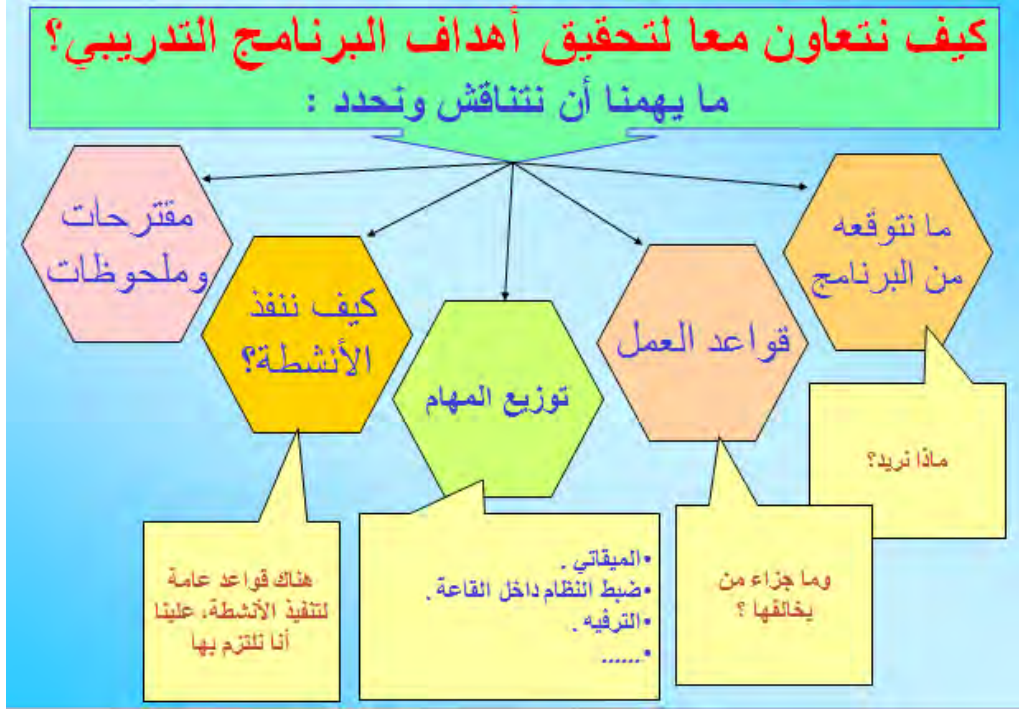 كيف نتعاون معا لتحقيق أهداف البرنامج التدريبي؟
ما يهمنا أن نتناقش ونحدد :
ما نتوقعه
من البرنامج
ماذا نريد؟
قواعد العمل
وما جزاء من
يخالفها ؟
توزيع المهام
•الميقاتي .
•ضبط النظام داخل القاعة .
•الترفيه .
•......
كيف ننفذ
الأنشطة؟
هناك قواعد عامة
لتنفيذ الأنشطة، علينا
أنا نلتزم بها
مقترحات
وملحوظات